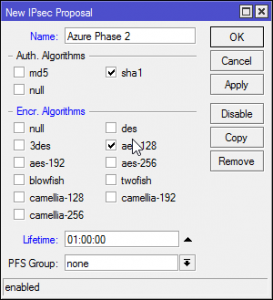 New IPsec Proposal
Name: Azure Phase 2
OK
Auth. Algorithms
Cancel
md5 sha1
Apply
null
Encr. Algorithms
Disable
null des
Copy
3des aes-128
Remove
aes-192 aes-256
blowfish twofish
camellia-128 camellia-192
camellia-256
Lifetime: 01:00:00
PFS Group: none
enabled